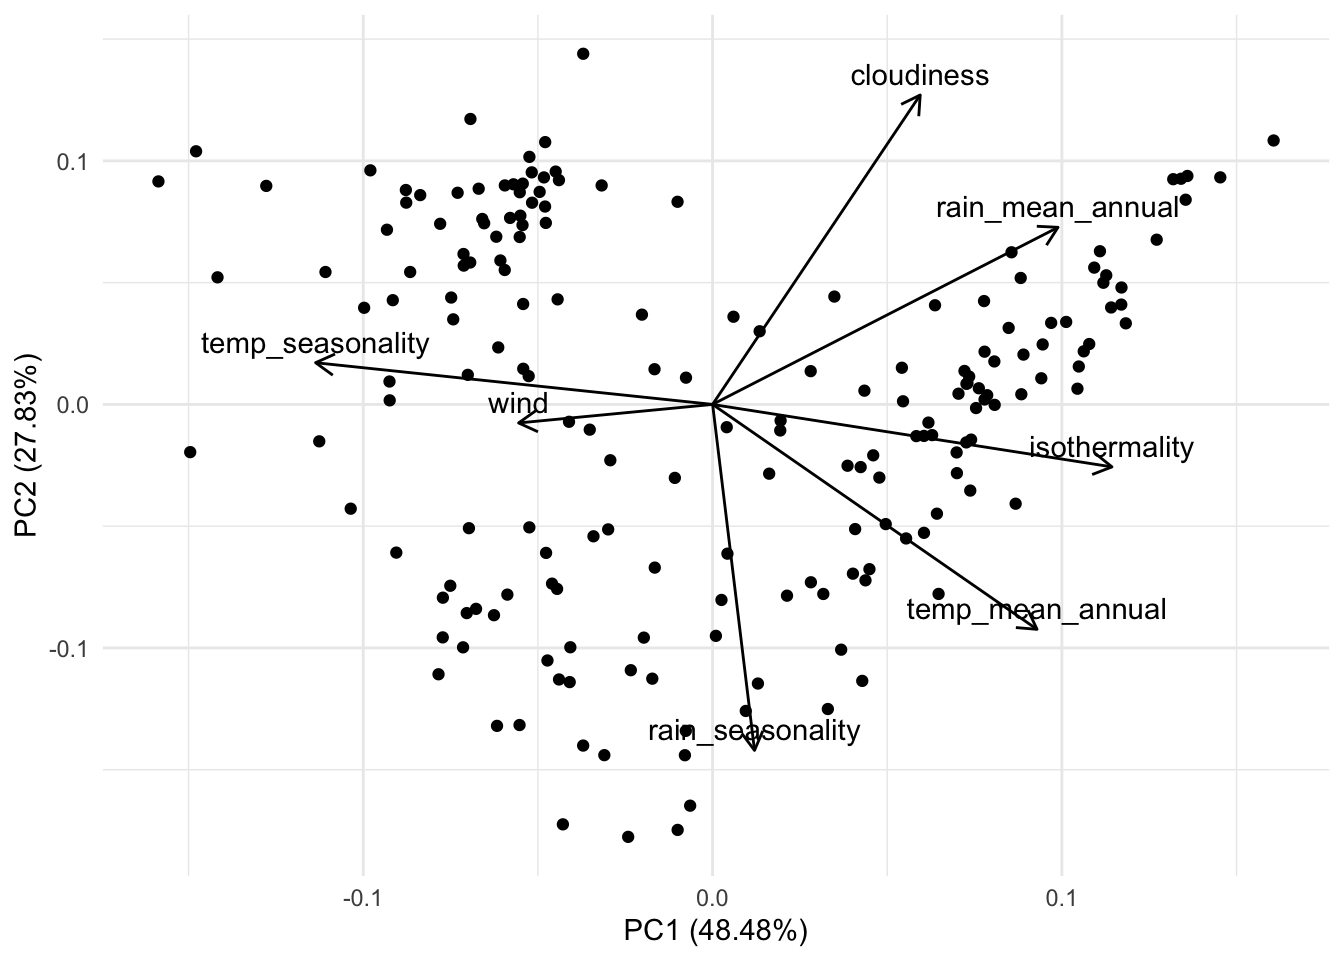 cloudiness
0.1
rain_mean_annual
temp_seasonality
wind
0.0
isothermality
temp_mean_annual
-0.1
rain_seasonality
PC2 (27.83%)
-0.1
0.0
0.1
PC1 (48.48%)